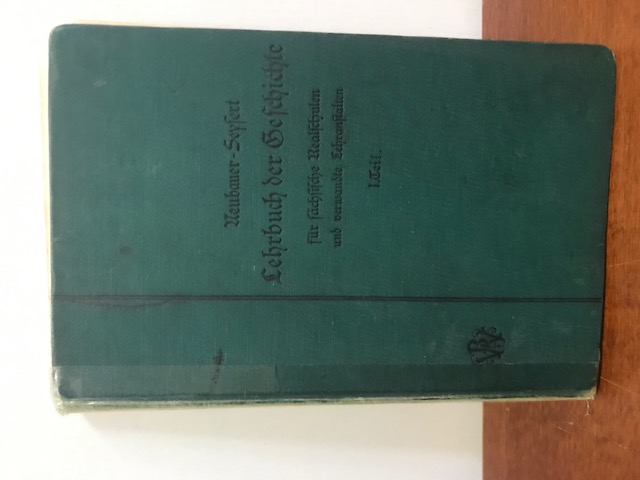 Neubauer-Seyfert
Lehrbuch der Geschichte
für sächsische Realschulen
und verwandte Lehranstalten
I. Teil.